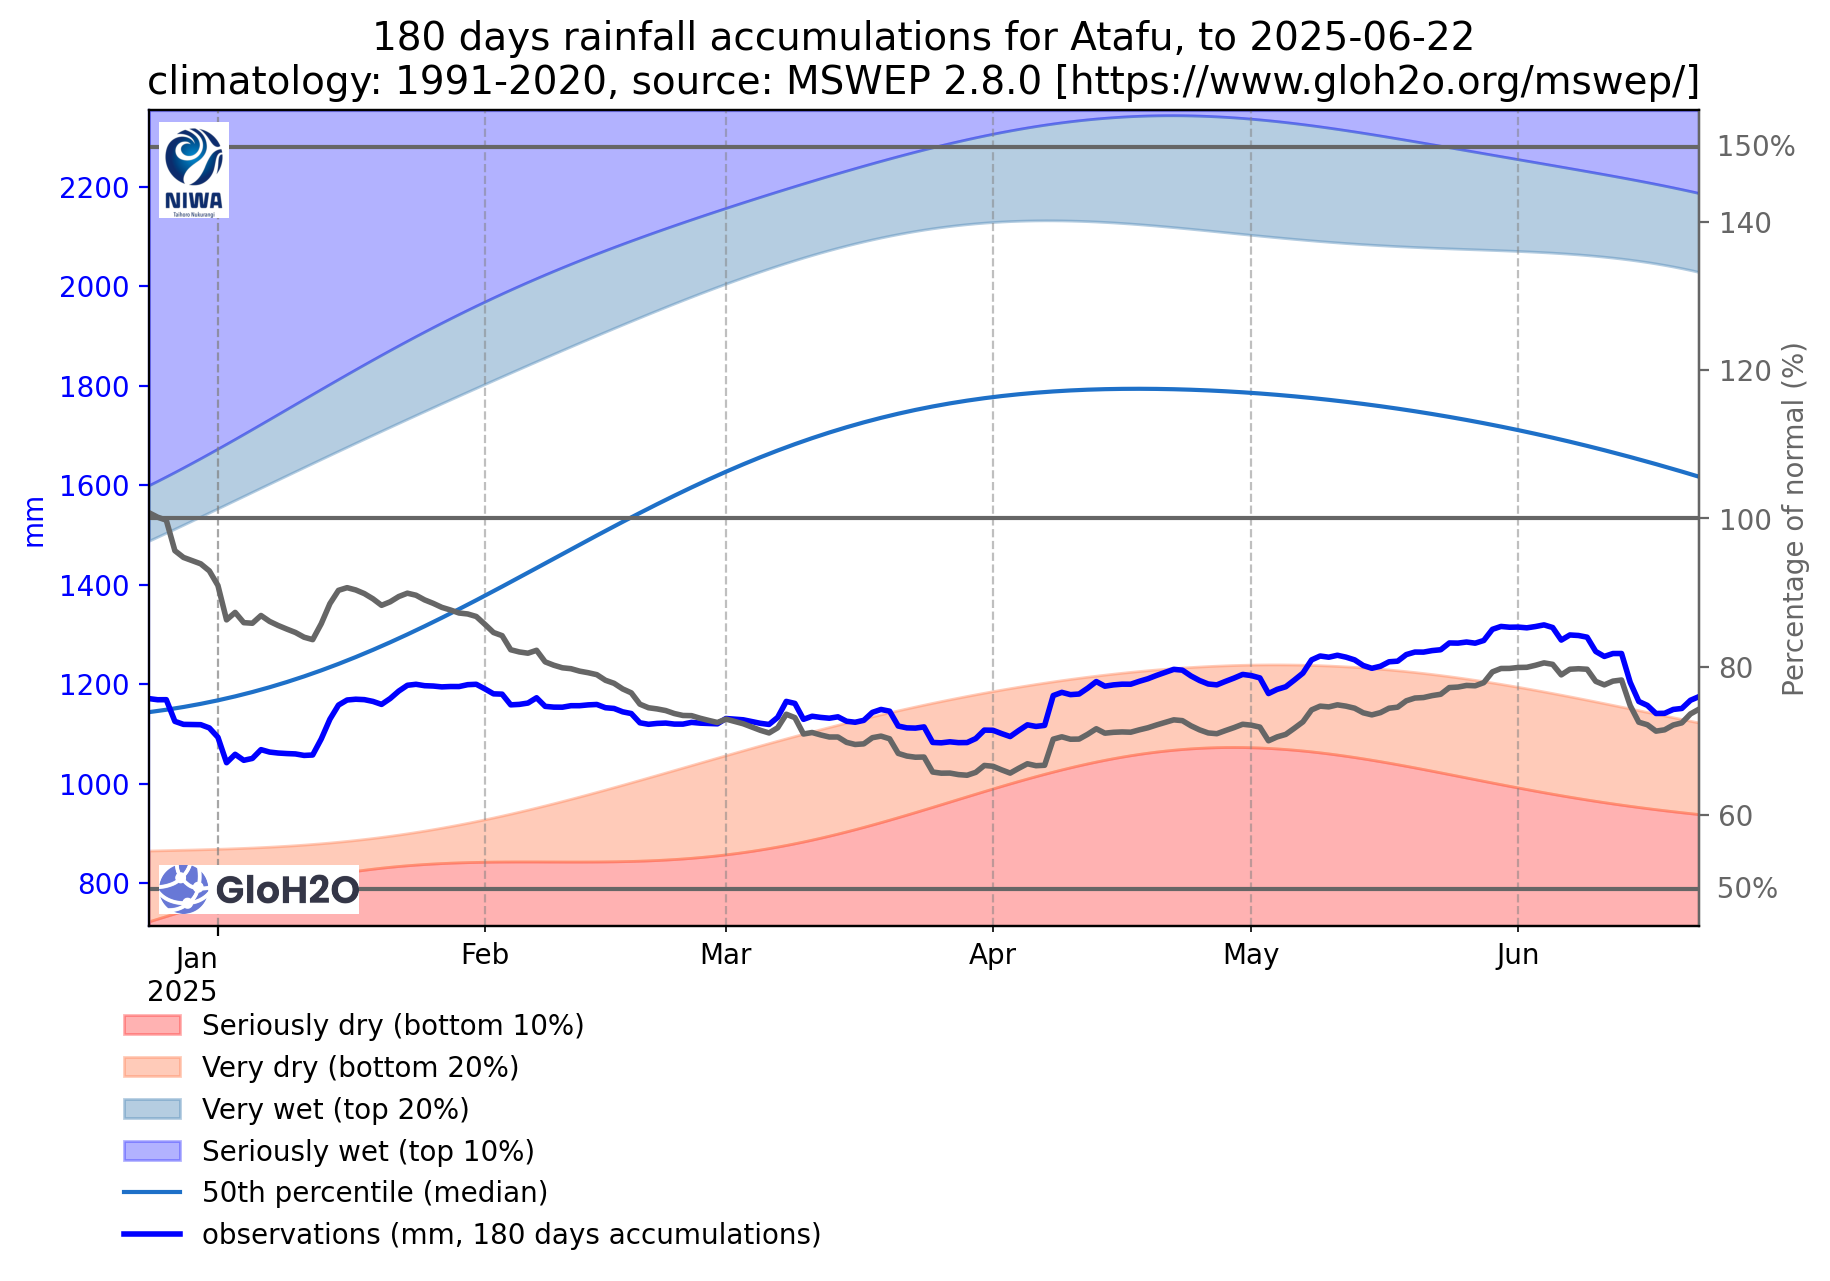 180 days rainfall accumulations for Atafu, to 2025-06-22
climatology: 1991-2020, source: MSWEP 2.8.0 [https://www.gloh2o.org/mswep/]
NIWA
Taihoro Nukurangi
2200
2000
1800
1600
1400
1200
1000
800
mm
150%
140
120
100
80
60
50%
Percentage of normal (%)
GloH2O
Jan
2025
Feb
Mar
Apr
May
Jun
Seriously dry (bottom 10%)
Very dry (bottom 20%)
Very wet (top 20%)
Seriously wet (top 10%)
50th percentile (median)
observations (mm, 180 days accumulations)